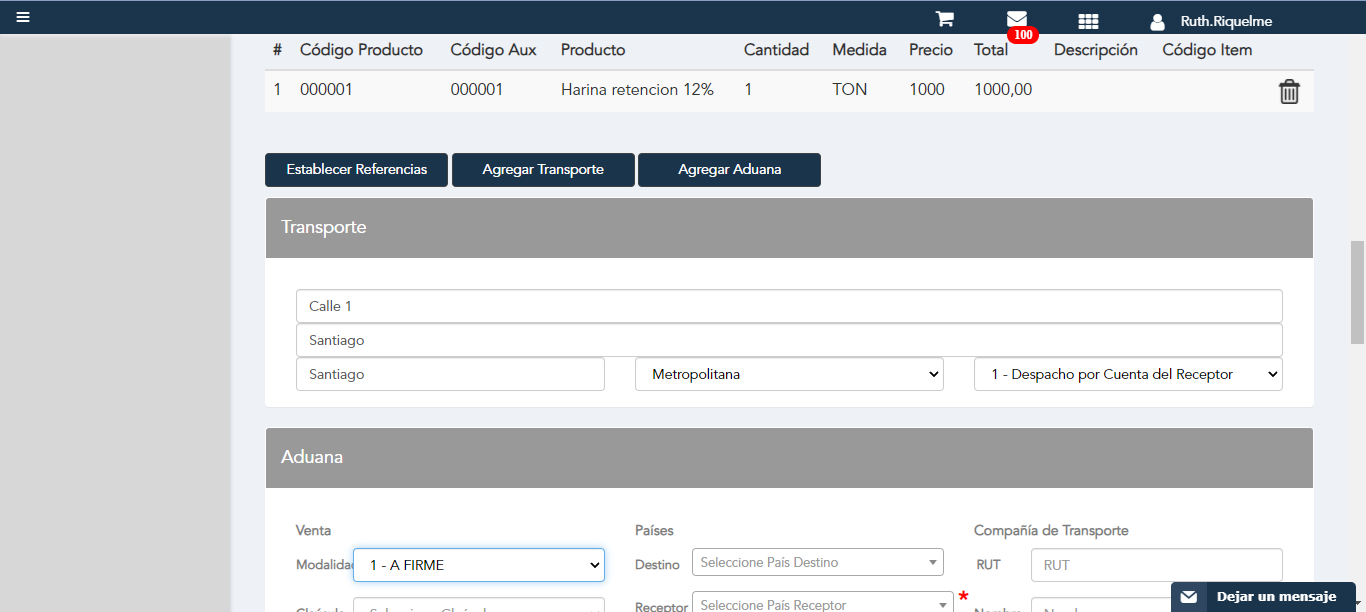 Ruth.Riquelme
100
# Código Producto Código Aux Producto Cantidad Medida Precio Total Descripción Código Item
1 000001 000001 Harina retencion 12% 1 TON 1000 1000,00
Establecer Referencias Agregar Transporte Agregar Aduana
Transporte
Calle 1
Santiago
Santiago Metropolitana 1 - Despacho por Cuenta del Receptor
Aduana
Venta Países Compañía de Transporte
Modalidad 1 - A FIRME Destino Seleccione País Destino RUT RUT
Receptor Seleccione País Receptor *
Dejar un mensaje